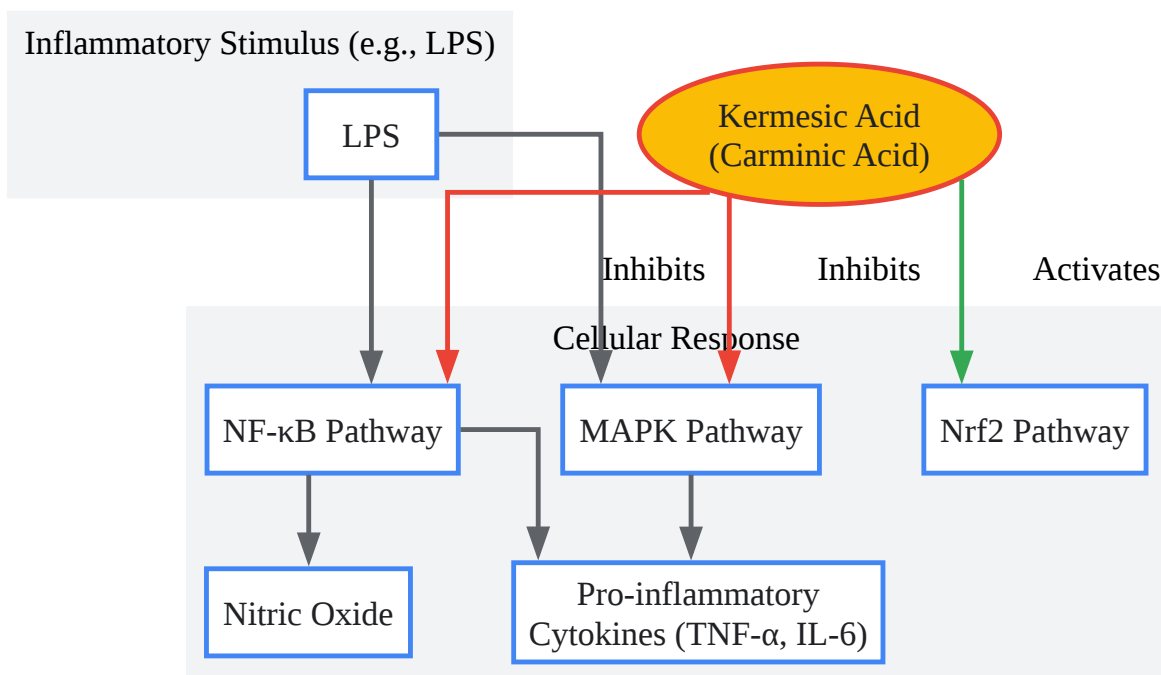 Inflammatory Stimulus (e.g., LPS)
LPS
Kermesic Acid
(Carminic Acid)
Inhibits
Inhibits
Activates
Cellular Response
NF-κB Pathway
MAPK Pathway
Nrf2 Pathway
Nitric Oxide
Pro-inflammatory
Cytokines (TNF-α, IL-6)